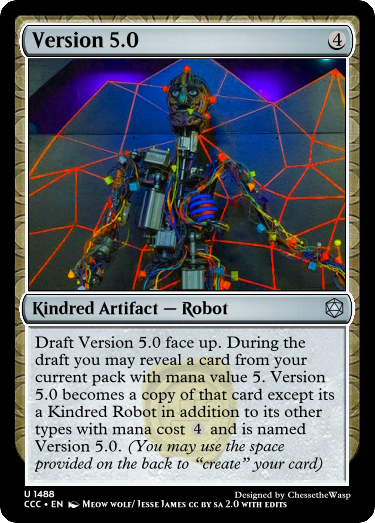 Version 5.0 4
Kindred Artifact — Robot
Draft Version 5.0 face up. During the
draft you may reveal a card from your
current pack with mana value 5. Version
5.0 becomes a copy of that card except its
a Kindred Robot in addition to its other
types with mana cost 4 and is named
Version 5.0. (You may use the space
provided on the back to “create” your card)
U 1488
CCC • EN Meow wolf/ Jesse James cc by sa 2.0 with edits
Designed by ChessetheWasp